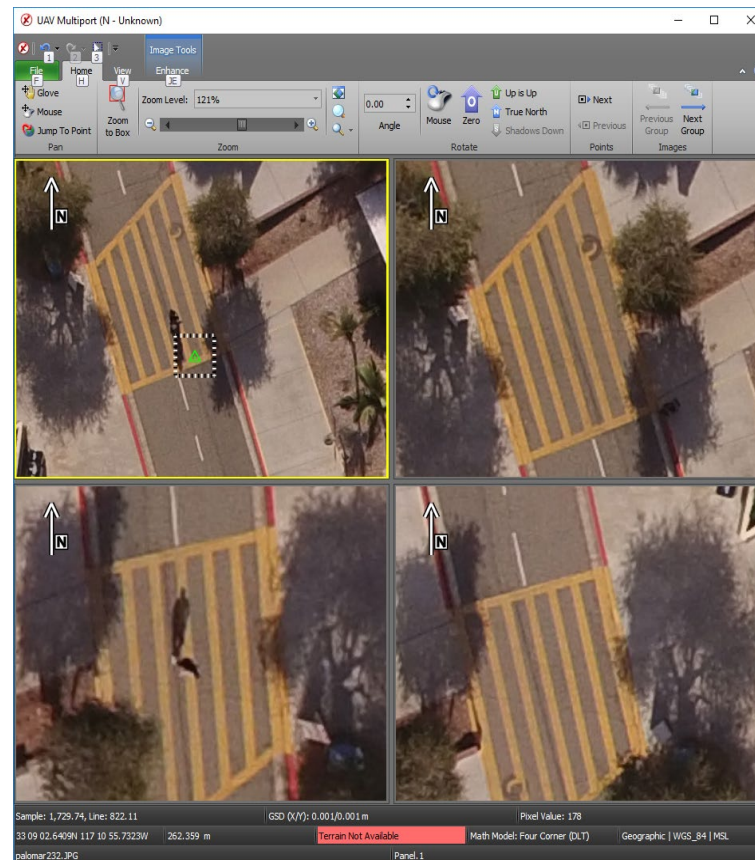 UAV Multiport (N - Unknown)
1 2 3
Image Tools
File Home View Enhance
F H V JE
Glove
Mouse
Jump To Point
Pan
Zoom to Box
Zoom Level: 121%
Zoom
0.00
Angle
Mouse
Zero
Up is Up
True North
Shadows Down
Rotate
Next
Previous
Points
Previous Group
Next Group
Images
N
N
N
N
Sample: 1,729.74, Line: 822.11 GSD (X/Y): 0.001/0.001 m Pixel Value: 178
33 09 02.6409N 117 10 55.7323W 262.359 m Terrain Not Available Math Model: Four Corner (DLT) Geographic | WGS_84 | MSL
palomar232.JPG Panel.1